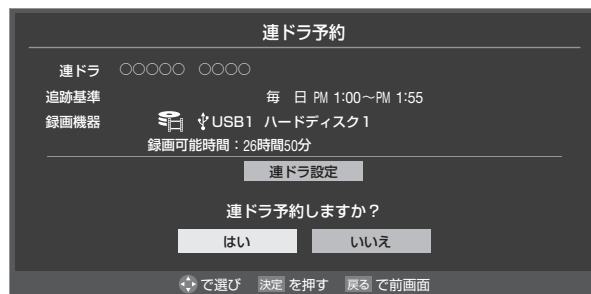 連ドラ予約
連ドラ ○○○○○ ○○○○
追跡基準 毎 日 PM 1:00～PM 1:55
録画機器 USB1 ハードディスク1
録画可能時間：26時間50分
連ドラ設定
連ドラ予約しますか？
はい いいえ
で選び 決定 を押す 戻る で前画面